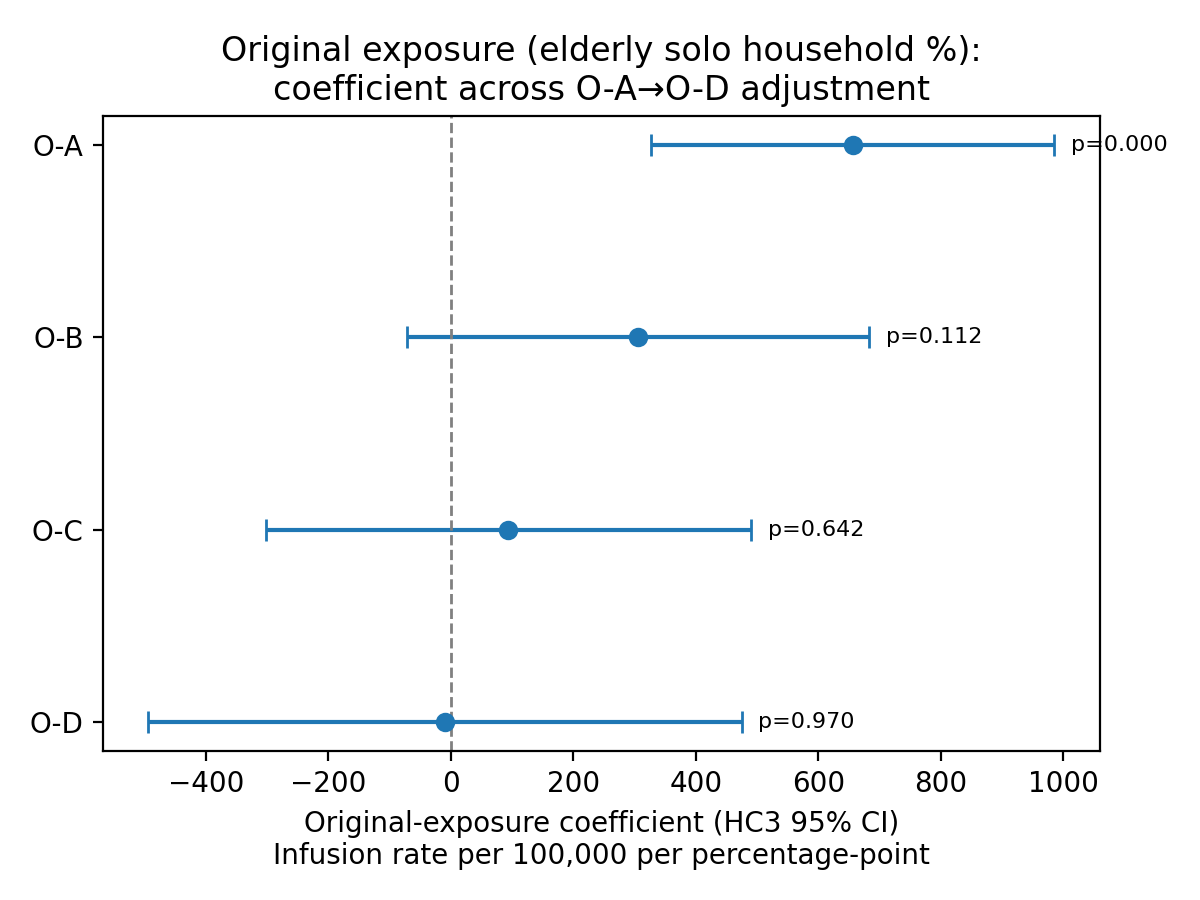 Original exposure (elderly solo household %):
coefficient across O-A→O-D adjustment
O-A
p=0.000
O-B
p=0.112
O-C
p=0.642
O-D
p=0.970
−400 −200 0 200 400 600 800 1000
Original-exposure coefficient (HC3 95% CI)
Infusion rate per 100,000 per percentage-point